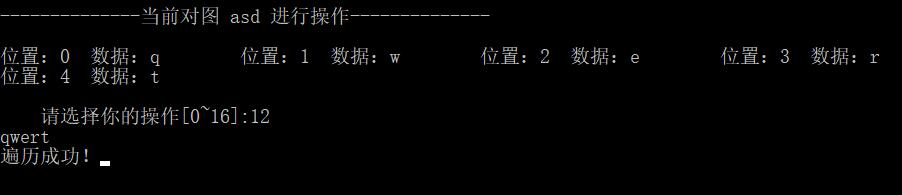 --------------当前对图 asd 进行操作--------------
位置：0 数据：q 位置：1 数据：w 位置：2 数据：e 位置：3 数据：r
位置：4 数据：t
请选择你的操作[0~16]:12
qwert
遍历成功！